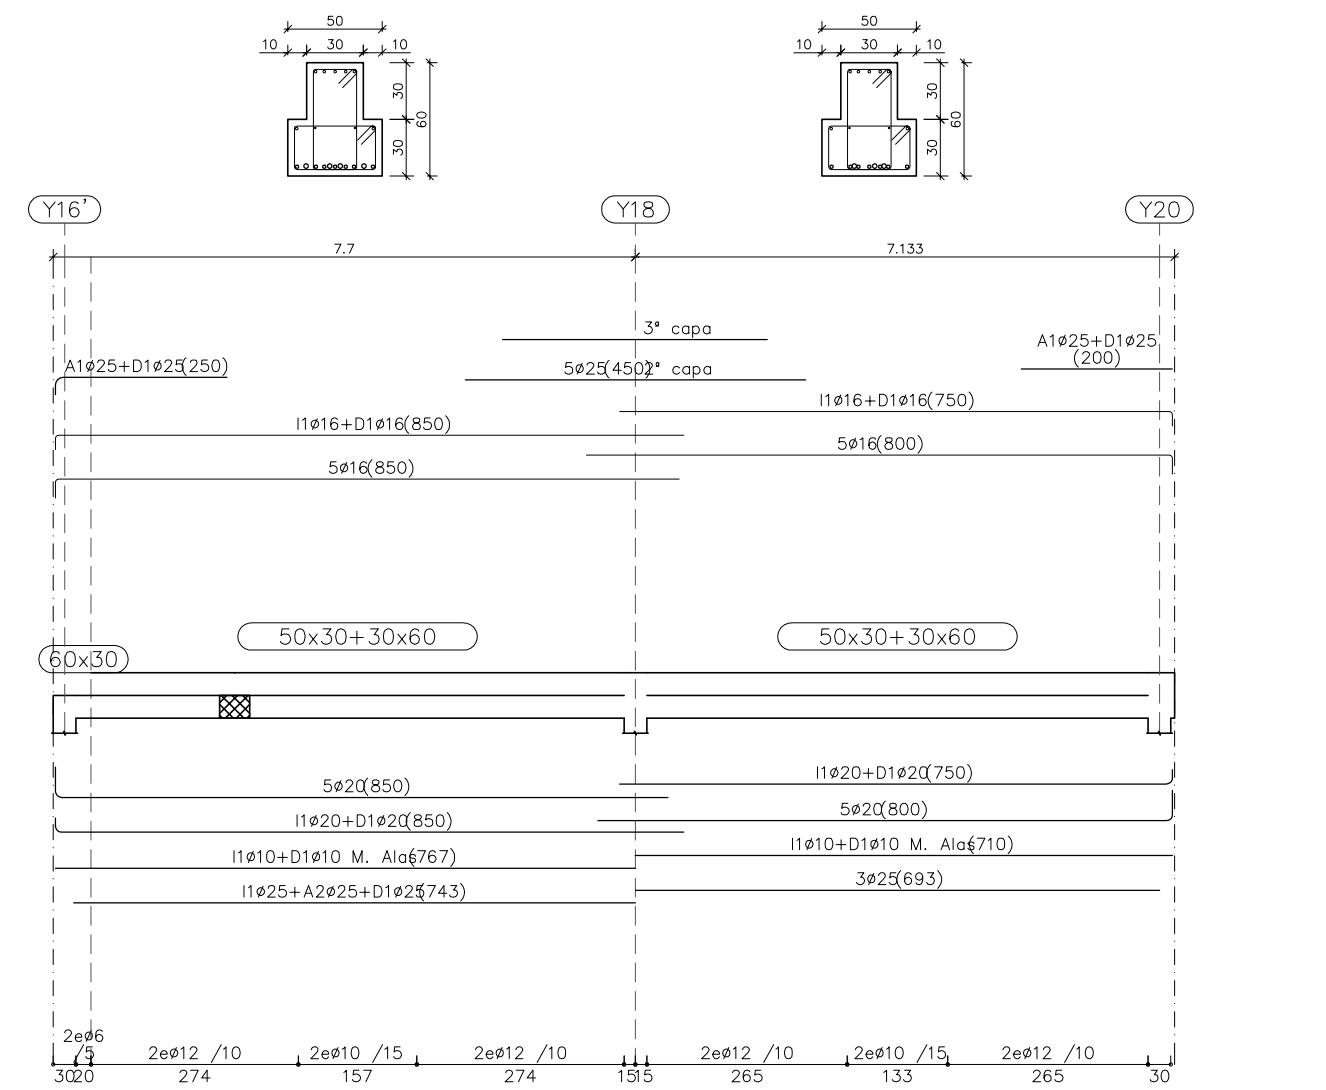 50 50
10 30 10 10 30 10
30 60 30 60
30 30
Y16' Y18 Y20
7.7 7.133
3ª capa
A1ø25+D1ø25
(200)
A1ø25+D1ø25(250) 5ø25(450) 2ª capa
I1ø16+D1ø16(750)
I1ø16+D1ø16(850)
5ø16(800)
5ø16(850)
50x30+30x60 50x30+30x60
60x30
I1ø20+D1ø20(750)
5ø20(850)
5ø20(800)
I1ø20+D1ø20(850)
I1ø10+D1ø10 M. Alas(710)
I1ø10+D1ø10 M. Alas(767)
3ø25(693)
I1ø25+A2ø25+D1ø25(743)
2eø6
/5 2eø12 /10 2eø10 /15 2eø12 /10 2eø12 /10 2eø10 /15 2eø12 /10
30 20 274 157 274 15 15 265 133 265 30